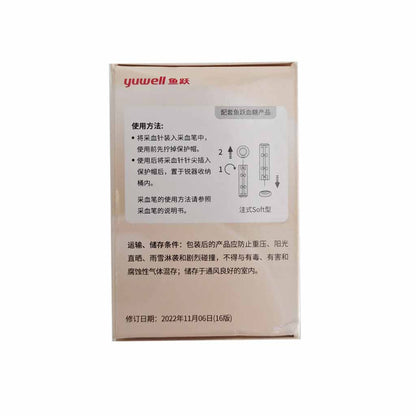 yuwell 鱼跃
配套鱼跃血糖产品
使用方法:
• 将采血针装入采血笔中,
使用前先拧掉保护帽。
• 使用后将采血针针尖插入
保护帽后,置于锐器收纳
桶内。
采血笔的使用方法请参照
采血笔的说明书。
2
1
注式Soft型
运输、储存条件:包装后的产品应防止重压、阳光
直晒、雨雪淋袭和剧烈碰撞,不得与有毒、有害和
腐蚀性气体混存;储存于通风良好的室内。
修订日期:2022年11月06日(16版)